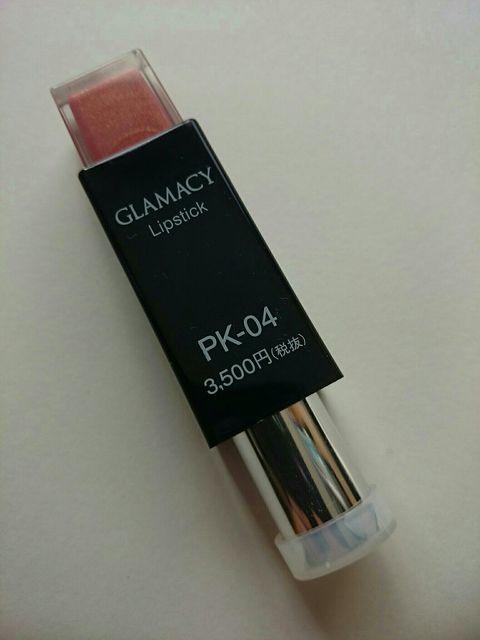 GLAMACY
Lipstick
PK-04
3,500円(税抜)